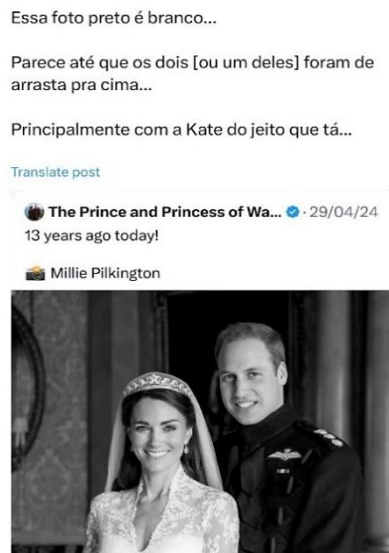 Essa foto preto é branco...
Parece até que os dois [ou um deles] foram de
arrasta pra cima...
Principalmente com a Kate do jeito que tá...
Translate post
The Prince and Princess of Wa... · 29/04/24
13 years ago today!
📸 Millie Pilkington